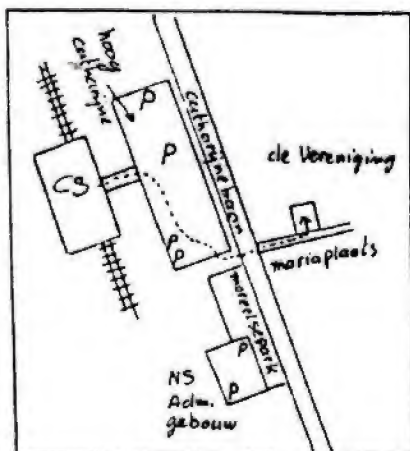 hoog
catharijne
P
P
catharijnebaan
CS
de Vereniging
P
P
mariaplaats
moreelsepark
P
P
NS
Adm.
gebouw